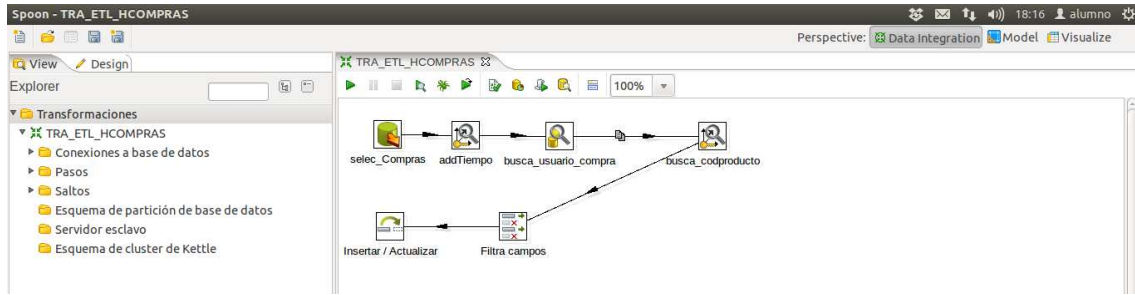 Spoon - TRA_ETL_HCOMPRAS 18:16 alumno
Perspective: Data Integration Model Visualize
View Design TRA_ETL_HCOMPRAS
Explorer 100%
Transformaciones
TRA_ETL_HCOMPRAS
Conexiones a base de datos
Pasos
Saltos
Esquema de partición de base de datos
Servidor esclavo
Esquema de cluster de Kettle
selec_Compras addTiempo busca_usuario_compra busca_codproducto
Insertar / Actualizar Filtra campos